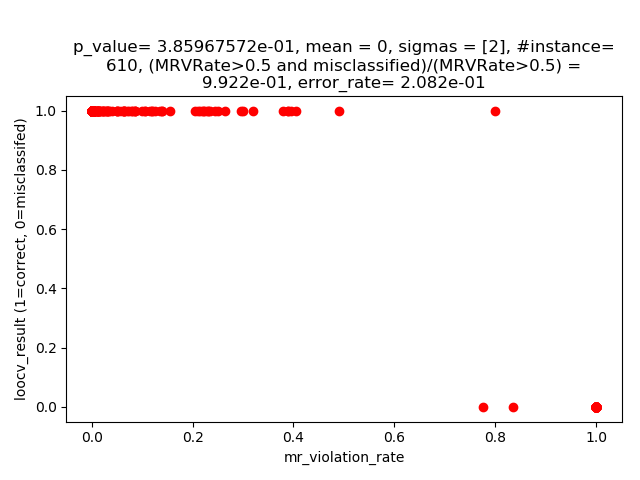 p_value= 3.85967572e-01, mean = 0, sigmas = [2], #instance=
610, (MRVRate>0.5 and misclassified)/(MRVRate>0.5) =
9.922e-01, error_rate= 2.082e-01
loocv_result (1=correct, 0=misclassifed)
1.0
0.8
0.6
0.4
0.2
0.0
0.0 0.2 0.4 0.6 0.8 1.0
mr_violation_rate